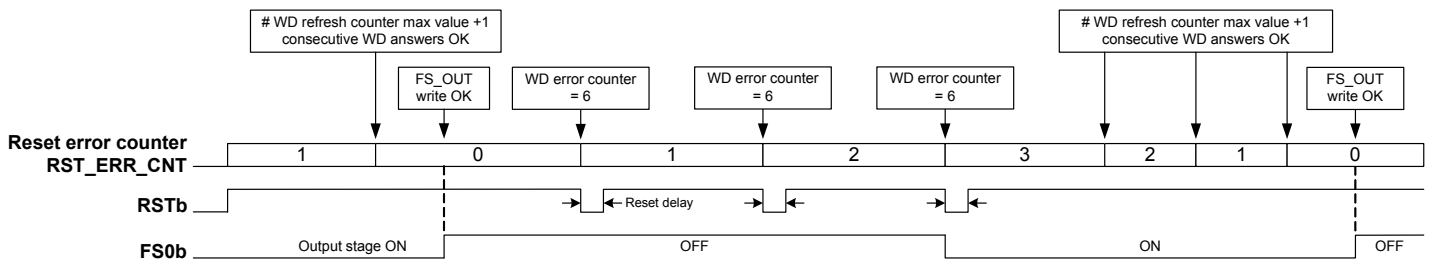 # WD refresh counter max value +1
consecutive WD answers OK
# WD refresh counter max value +1
consecutive WD answers OK
FS_OUT
write OK
WD error counter
= 6
WD error counter
= 6
WD error counter
= 6
FS_OUT
write OK
Reset error counter
RST_ERR_CNT
1 0 1 2 3 2 1 0
RSTb
Reset delay
FS0b
Output stage ON OFF ON OFF